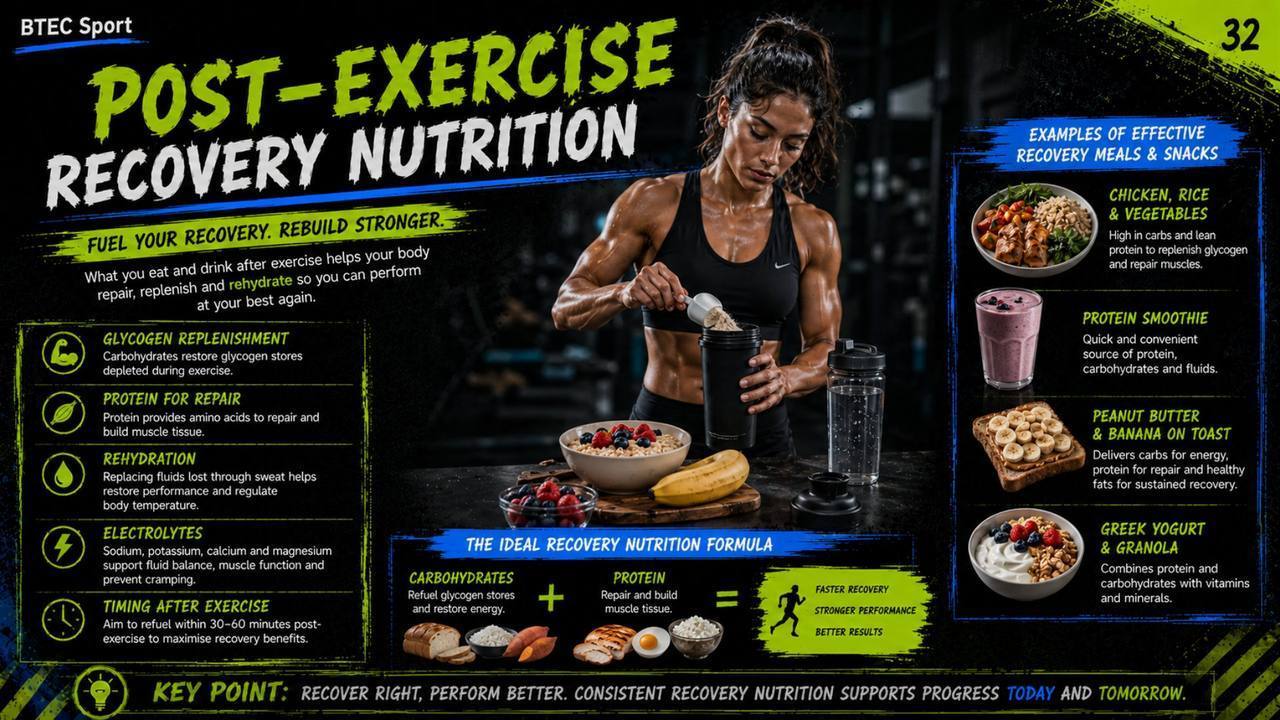 BTEC Sport
32
POST-EXERCISE
RECOVERY NUTRITION
FUEL YOUR RECOVERY. REBUILD STRONGER.
What you eat and drink after exercise helps your body
repair, replenish and rehydrate so you can perform
at your best again.
GLYCOGEN REPLENISHMENT
Carbohydrates restore glycogen stores
depleted during exercise.
PROTEIN FOR REPAIR
Protein provides amino acids to repair and
build muscle tissue.
REHYDRATION
Replacing fluids lost through sweat helps
restore performance and regulate
body temperature.
ELECTROLYTES
Sodium, potassium, calcium and magnesium
support fluid balance, muscle function and
prevent cramping.
TIMING AFTER EXERCISE
Aim to refuel within 30–60 minutes post-
exercise to maximise recovery benefits.
THE IDEAL RECOVERY NUTRITION FORMULA
CARBOHYDRATES
Refuel glycogen stores
and restore energy.
+
PROTEIN
Repair and build
muscle tissue.
=
FASTER RECOVERY
STRONGER PERFORMANCE
BETTER RESULTS
EXAMPLES OF EFFECTIVE
RECOVERY MEALS & SNACKS
CHICKEN, RICE
& VEGETABLES
High in carbs and lean
protein to replenish glycogen
and repair muscles.
PROTEIN SMOOTHIE
Quick and convenient
source of protein,
carbohydrates and fluids.
PEANUT BUTTER
& BANANA ON TOAST
Delivers carbs for energy,
protein for repair and healthy
fats for sustained recovery.
GREEK YOGURT
& GRANOLA
Combines protein and
carbohydrates with vitamins
and minerals.
KEY POINT: RECOVER RIGHT, PERFORM BETTER. CONSISTENT RECOVERY NUTRITION SUPPORTS PROGRESS TODAY AND TOMORROW.